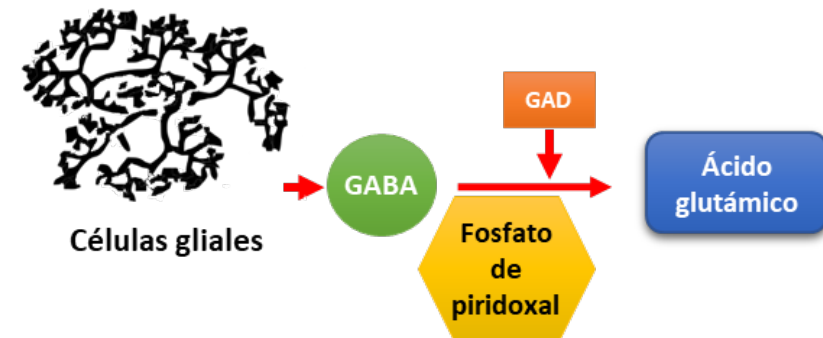 Células gliales
GABA
GAD
Fosfato
de
piridoxal
Ácido
glutámico